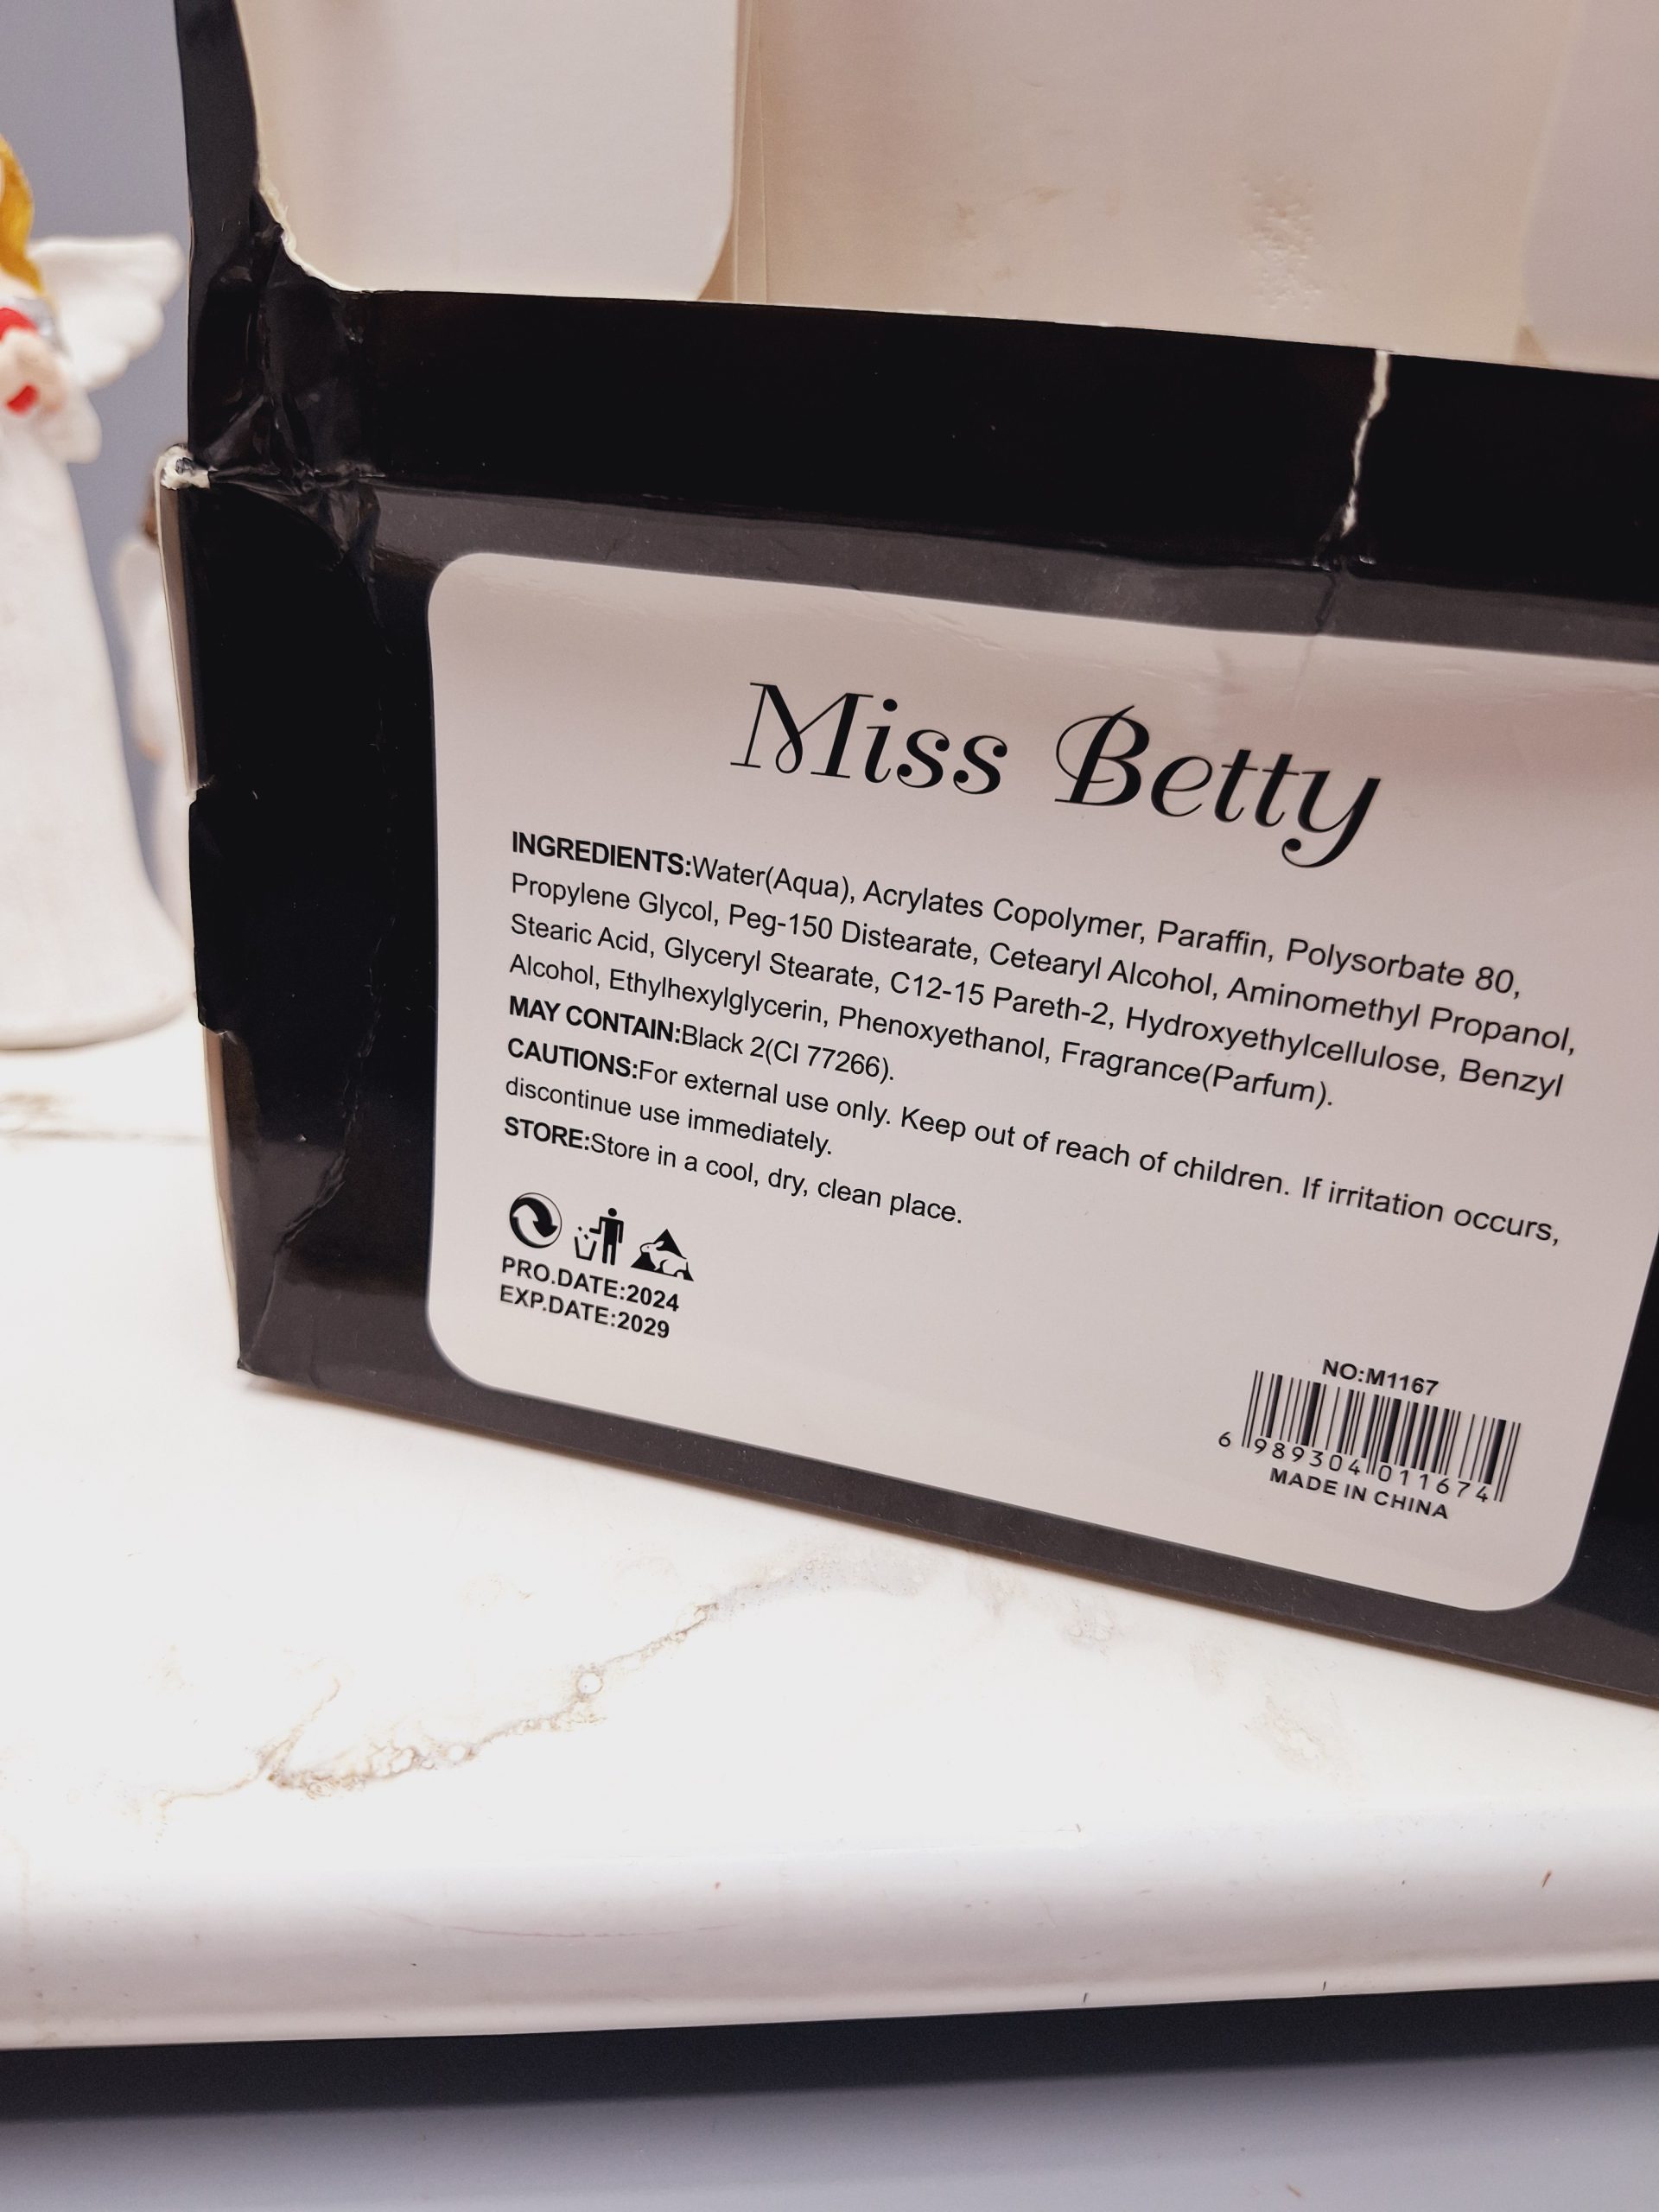 Miss Betty
INGREDIENTS:Water(Aqua), Acrylates Copolymer, Paraffin, Polysorbate 80,
Propylene Glycol, Peg-150 Distearate, Cetearyl Alcohol, Aminomethyl Propanol,
Stearic Acid, Glyceryl Stearate, C12-15 Pareth-2, Hydroxyethylcellulose, Benzyl
Alcohol, Ethylhexylglycerin, Phenoxyethanol, Fragrance(Parfum).
MAY CONTAIN:Black 2(CI 77266).
CAUTIONS:For external use only. Keep out of reach of children. If irritation occurs,
discontinue use immediately.
STORE:Store in a cool, dry, clean place.
PRO.DATE:2024
EXP.DATE:2029
NO:M1167
6 989304 011674
MADE IN CHINA